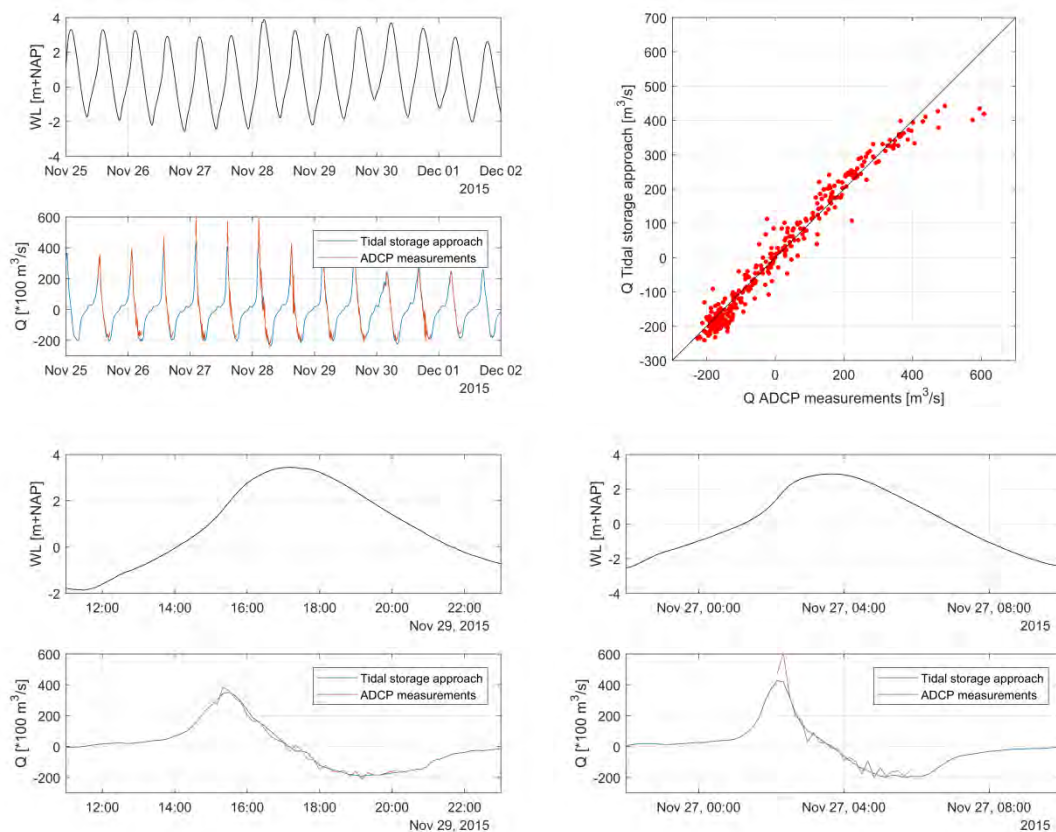 WL [m+NAP]
4
2
0
-2
-4
Nov 25 Nov 26 Nov 27 Nov 28 Nov 29 Nov 30 Dec 01 Dec 02
2015
Q [*100 m³/s]
600
400
200
0
-200
Tidal storage approach
ADCP measurements
Nov 25 Nov 26 Nov 27 Nov 28 Nov 29 Nov 30 Dec 01 Dec 02
2015
Q Tidal storage approach [m³/s]
700
600
500
400
300
200
100
0
-100
-200
-300
-200 0 200 400 600
Q ADCP measurements [m³/s]
WL [m+NAP]
4
2
0
-2
12:00 14:00 16:00 18:00 20:00 22:00
Nov 29, 2015
WL [m+NAP]
4
2
0
-2
-4
Nov 27, 00:00 Nov 27, 04:00 Nov 27, 08:00
2015
Q [*100 m³/s]
600
400
200
0
-200
Tidal storage approach
ADCP measurements
12:00 14:00 16:00 18:00 20:00 22:00
Nov 29, 2015
Q [*100 m³/s]
600
400
200
0
-200
Tidal storage approach
ADCP measurements
Nov 27, 00:00 Nov 27, 04:00 Nov 27, 08:00
2015